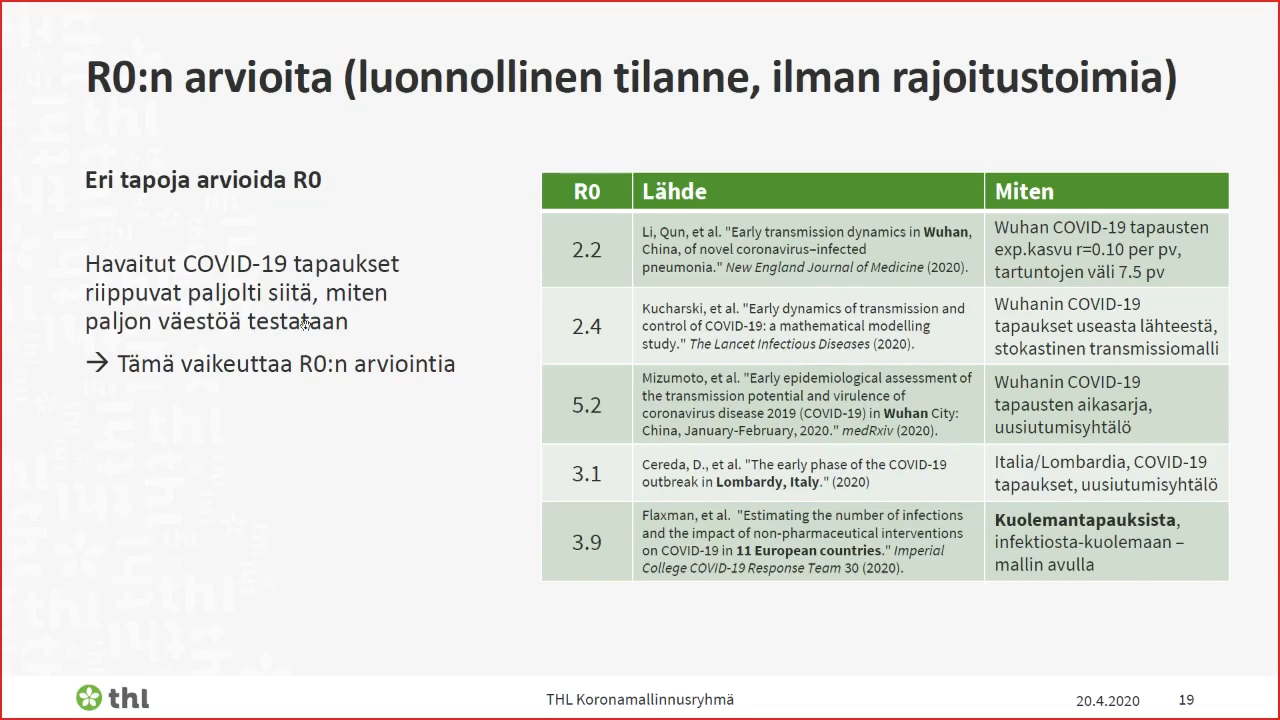 R0:n arvioita (luonnollinen tilanne, ilman rajoitustoimia)
Eri tapoja arvioida R0
Havaitut COVID-19 tapaukset
riippuvat paljolti siitä, miten
paljon väestöä testataan
→ Tämä vaikeuttaa R0:n arviointia
R0
Lähde
Miten
2.2
Li, Qun, et al. "Early transmission dynamics in Wuhan,
China, of novel coronavirus–infected
pneumonia." New England Journal of Medicine (2020).
Wuhan COVID-19 tapausten
exp.kasvu r=0.10 per pv,
tartuntojen väli 7.5 pv
2.4
Kucharski, et al. "Early dynamics of transmission and
control of COVID-19: a mathematical modelling
study." The Lancet Infectious Diseases (2020).
Wuhanin COVID-19
tapaukset useasta lähteestä,
stokastinen transmissiomalli
5.2
Mizumoto, et al. "Early epidemiological assessment of
the transmission potential and virulence of
coronavirus disease 2019 (COVID-19) in Wuhan City:
China, January-February, 2020." medRxiv (2020).
Wuhanin COVID-19
tapausten aikasarja,
uusiutumisyhtälö
3.1
Cereda, D., et al. "The early phase of the COVID-19
outbreak in Lombardy, Italy." (2020)
Italia/Lombardia, COVID-19
tapaukset, uusiutumisyhtälö
3.9
Flaxman, et al. "Estimating the number of infections
and the impact of non-pharmaceutical interventions
on COVID-19 in 11 European countries." Imperial
College COVID-19 Response Team 30 (2020).
Kuolemantapauksista,
infektiosta-kuolemaan –
mallin avulla
thl
THL Koronamallinnusryhmä
20.4.2020
19